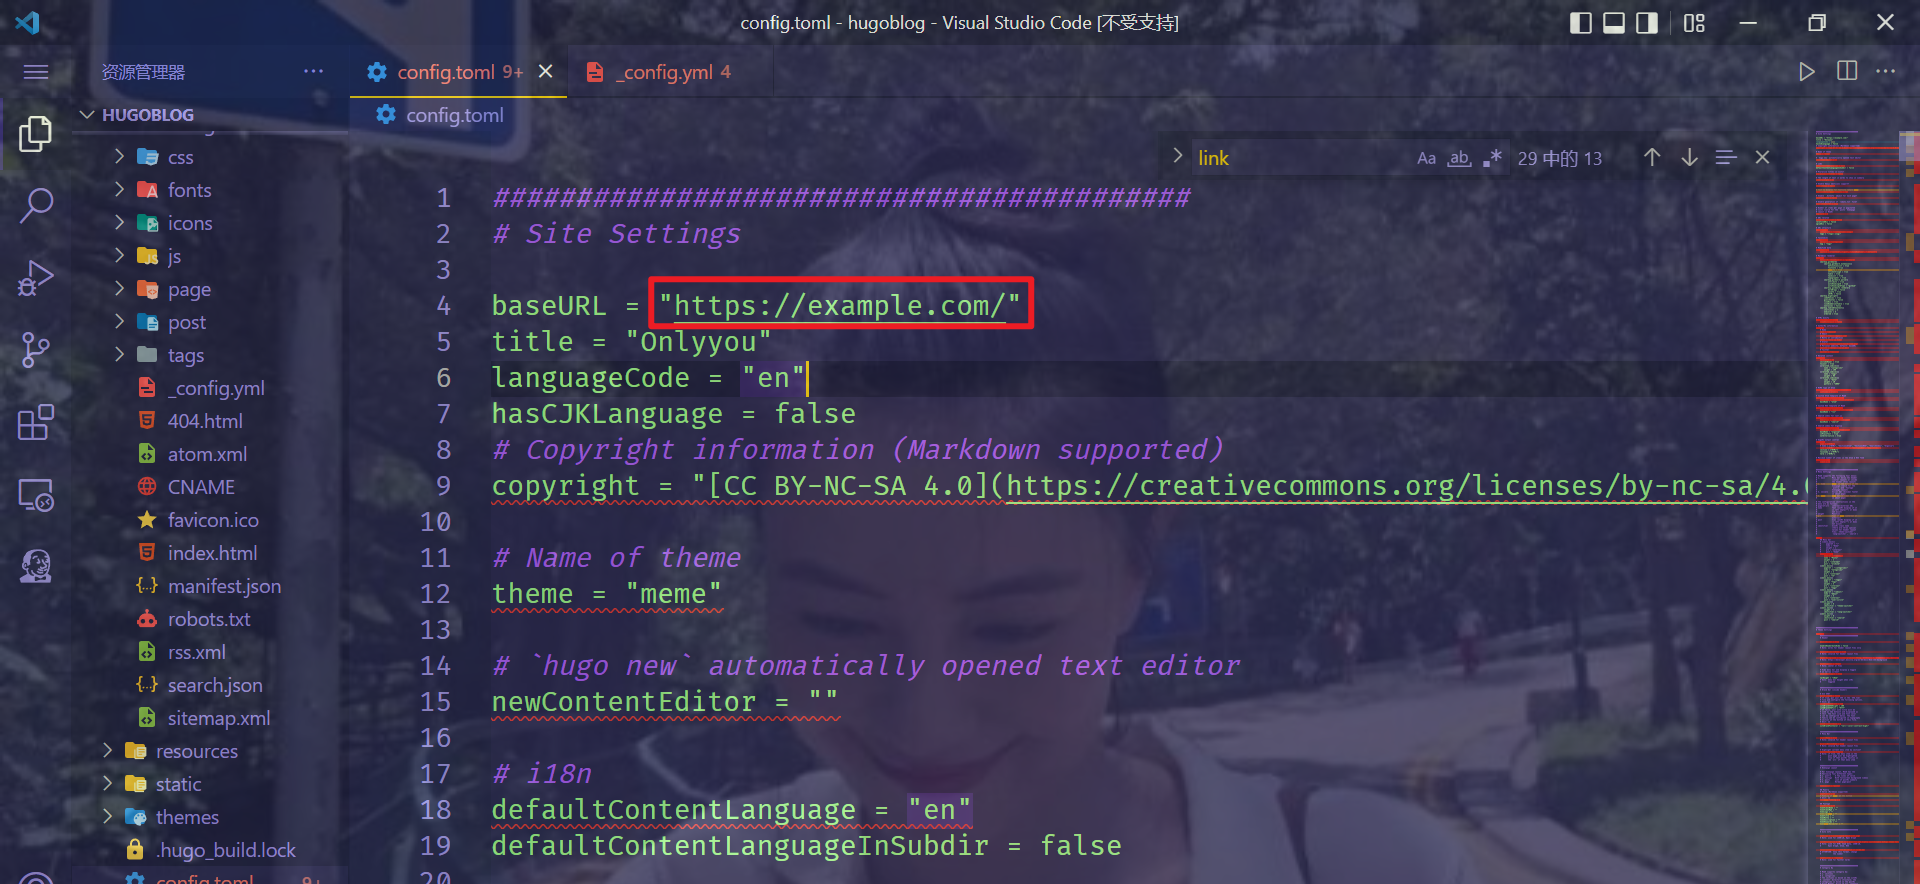 config.toml - hugoblog - Visual Studio Code [不受支持]
资源管理器
config.toml 9+
_config.yml 4
HUGOBLOG
config.toml
css
fonts
icons
js
page
post
tags
_config.yml
404.html
atom.xml
CNAME
favicon.ico
index.html
manifest.json
robots.txt
rss.xml
search.json
sitemap.xml
resources
static
themes
.hugo_build.lock
config.toml 9+
link Aa ab 29 中的 13
1 ##########################################
2 # Site Settings
3
4 baseURL = "https://example.com/"
5 title = "Onlyyou"
6 languageCode = "en"
7 hasCJKLanguage = false
8 # Copyright information (Markdown supported)
9 copyright = "[CC BY-NC-SA 4.0](https://creativecommons.org/licenses/by-nc-sa/4.0
10
11 # Name of theme
12 theme = "meme"
13
14 # `hugo new` automatically opened text editor
15 newContentEditor = ""
16
17 # i18n
18 defaultContentLanguage = "en"
19 defaultContentLanguageInSubdir = false
20